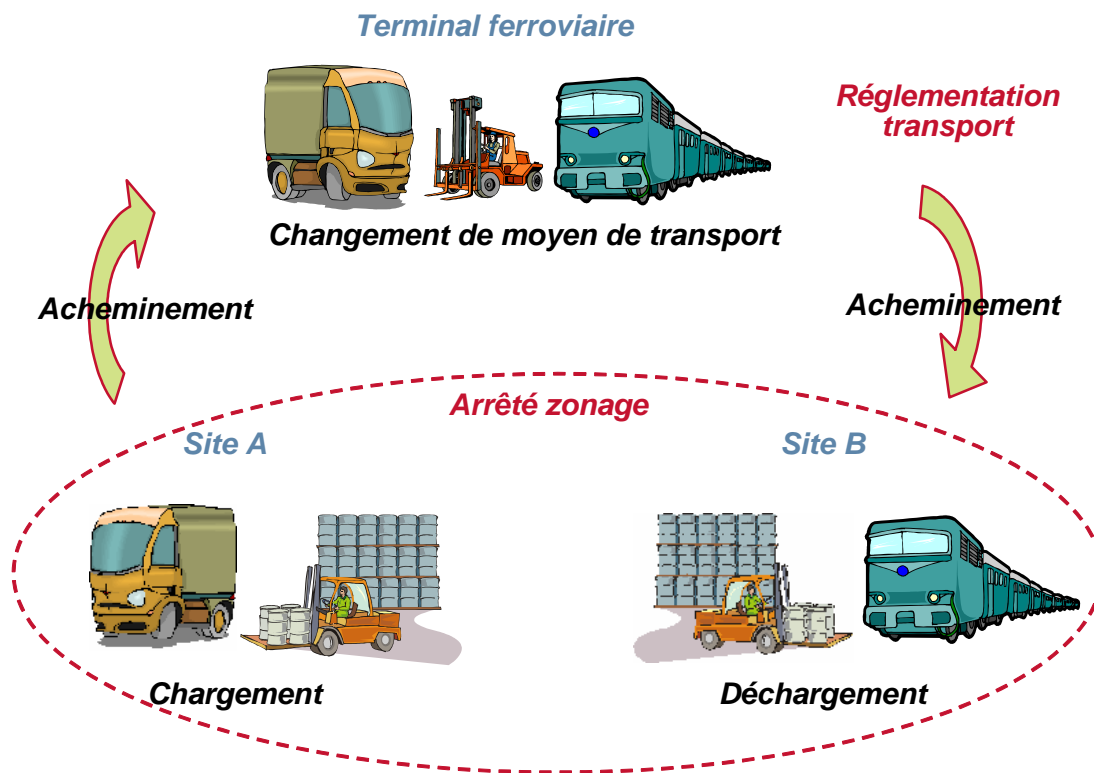 Terminal ferroviaire
Réglementation
transport
Changement de moyen de transport
Acheminement
Acheminement
Arrêté zonage
Site A
Site B
Chargement
Déchargement